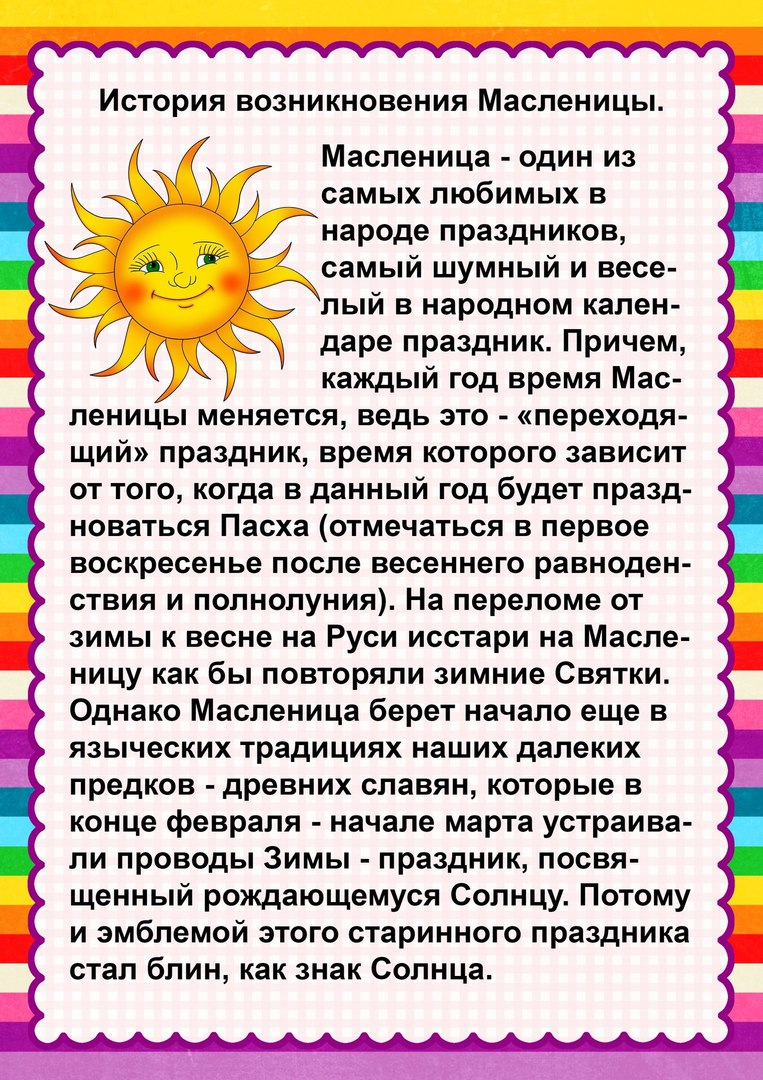 История возникновения Масленицы.
Масленица - один из
самых любимых в
народе праздников,
самый шумный и весе-
лый в народном кален-
даре праздник. Причем,
каждый год время Мас-
леницы меняется, ведь это - «переходя-
щий» праздник, время которого зависит
от того, когда в данный год будет празд-
новаться Пасха (отмечаться в первое
воскресенье после весеннего равноден-
ствия и полнолуния). На переломе от
зимы к весне на Руси исстари на Масле-
ницу как бы повторяли зимние Святки.
Однако Масленица берет начало еще в
языческих традициях наших далеких
предков - древних славян, которые в
конце февраля - начале марта устраива-
ли проводы Зимы - праздник, посвя-
щенный рождающемуся Солнцу. Потому
и эмблемой этого старинного праздника
стал блин, как знак Солнца.